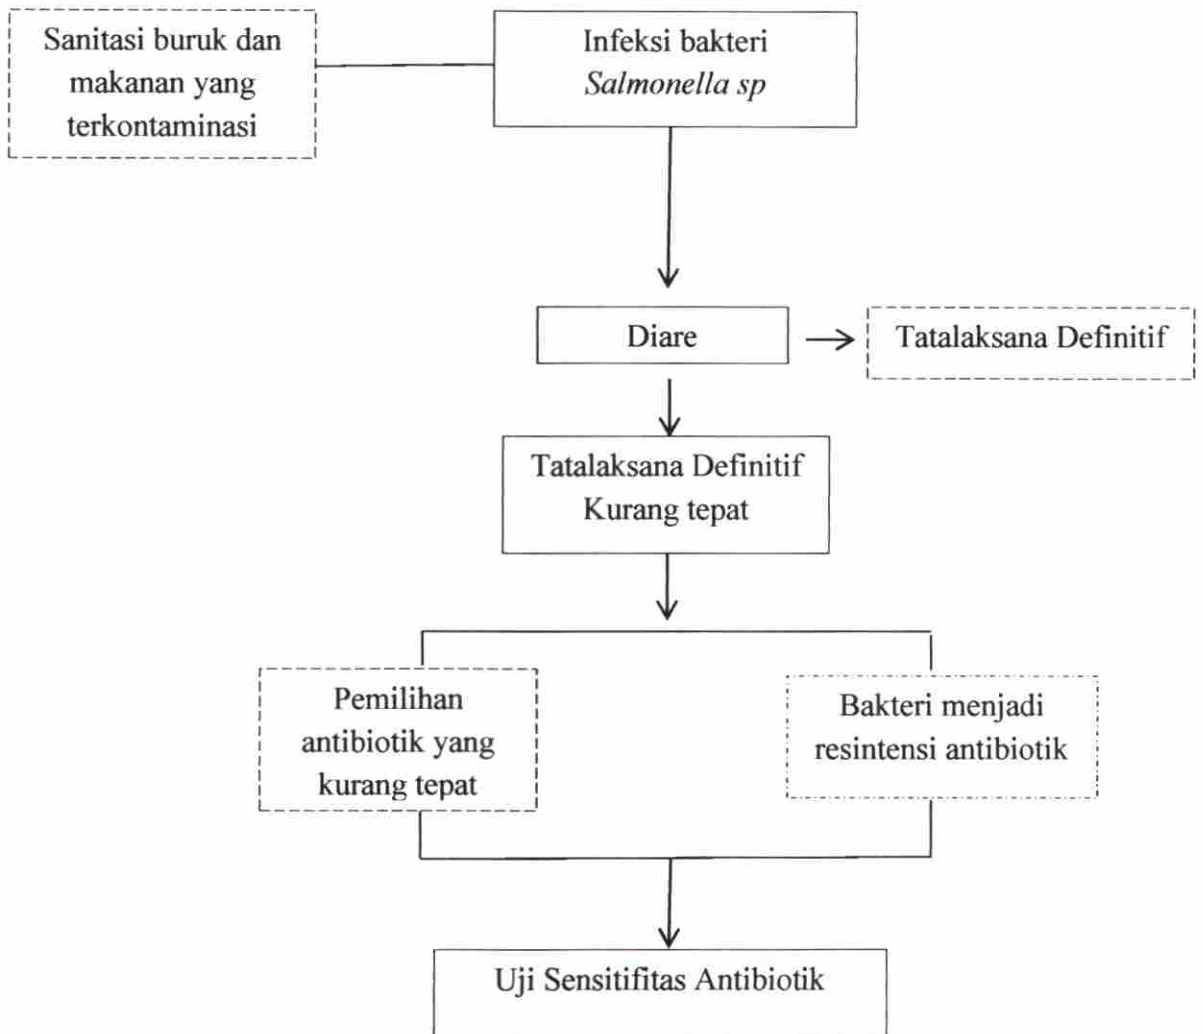 Sanitasi buruk dan
makanan yang
terkontaminasi
Infeksi bakteri
Salmonella sp
Diare
Tatalaksana Definitif
Tatalaksana Definitif
Kurang tepat
Pemilihan
antibiotik yang
kurang tepat
Bakteri menjadi
resintensi antibiotik
Uji Sensitifitas Antibiotik